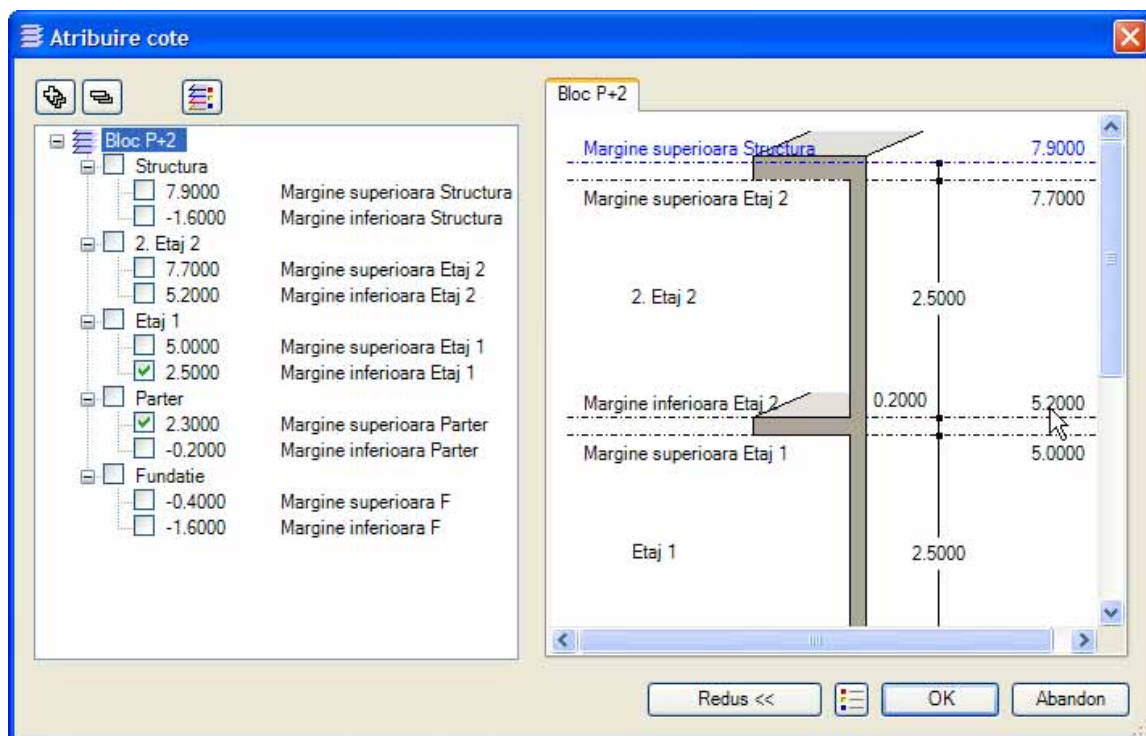 Atribuire cote
Bloc P+2
Structura
7.9000 Margine superioara Structura
-1.6000 Margine inferioara Structura
2. Etaj 2
7.7000 Margine superioara Etaj 2
5.2000 Margine inferioara Etaj 2
Etaj 1
5.0000 Margine superioara Etaj 1
2.5000 Margine inferioara Etaj 1
Parter
2.3000 Margine superioara Parter
-0.2000 Margine inferioara Parter
Fundatie
-0.4000 Margine superioara F
-1.6000 Margine inferioara F
Bloc P+2
Margine superioara Structura 7.9000
Margine superioara Etaj 2 7.7000
2. Etaj 2 2.5000
Margine inferioara Etaj 2 0.2000 5.2000
Margine superioara Etaj 1 5.0000
Etaj 1 2.5000
Redus << OK Abandon